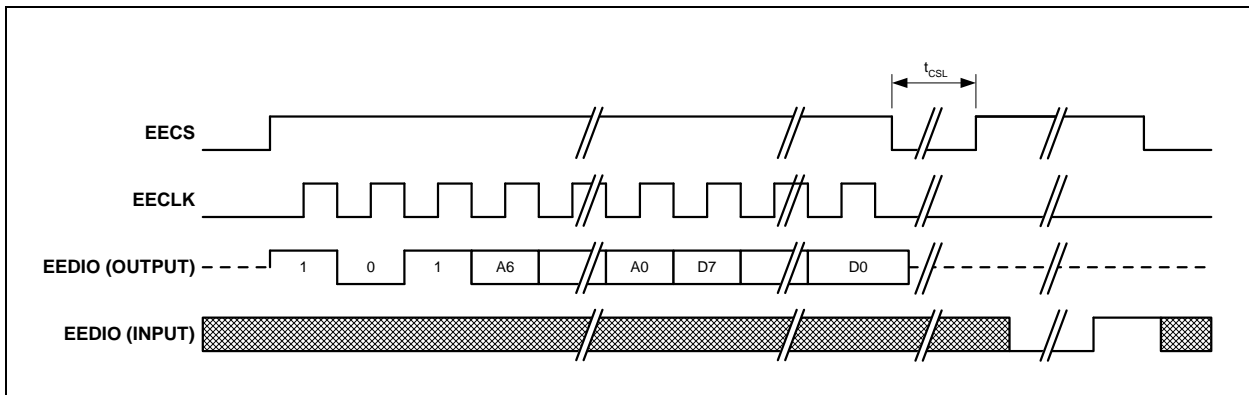 tCSL
EECS
EECLK
EEDIO (OUTPUT)
1 0 1 A6 A0 D7 D0
EEDIO (INPUT)